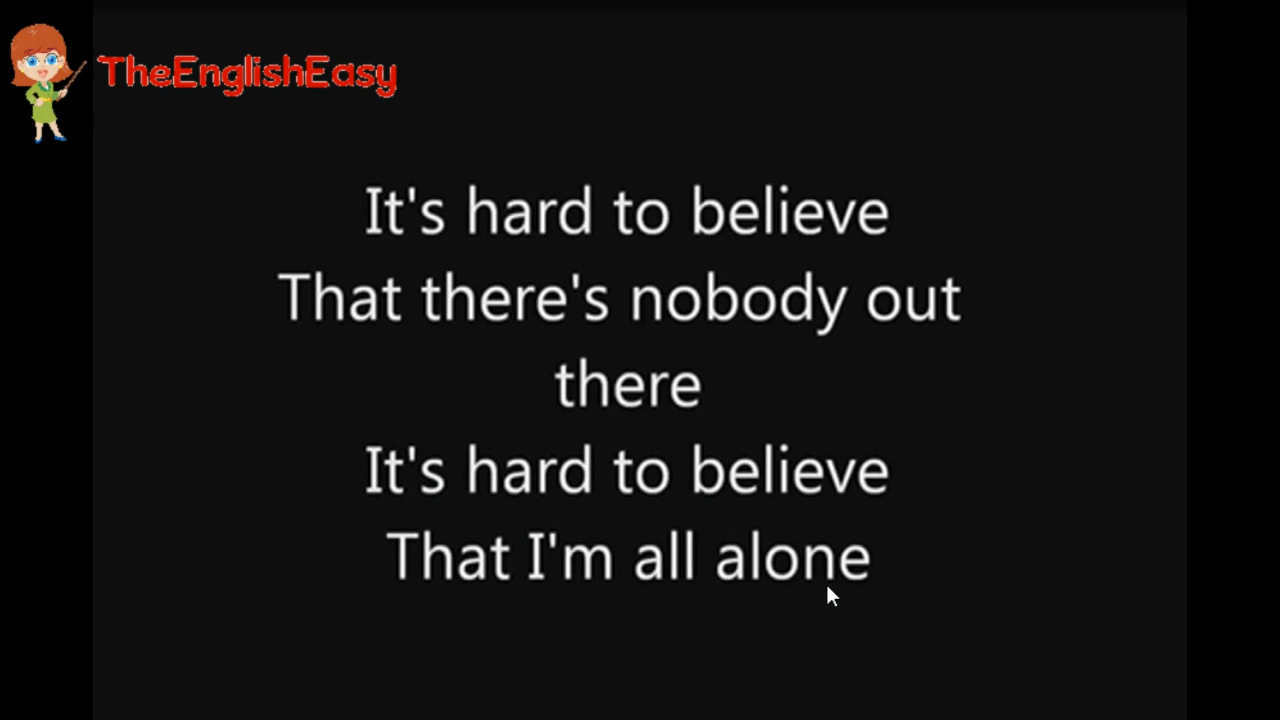 TheEnglishEasy
It's hard to believe
That there's nobody out
there
It's hard to believe
That I'm all alone